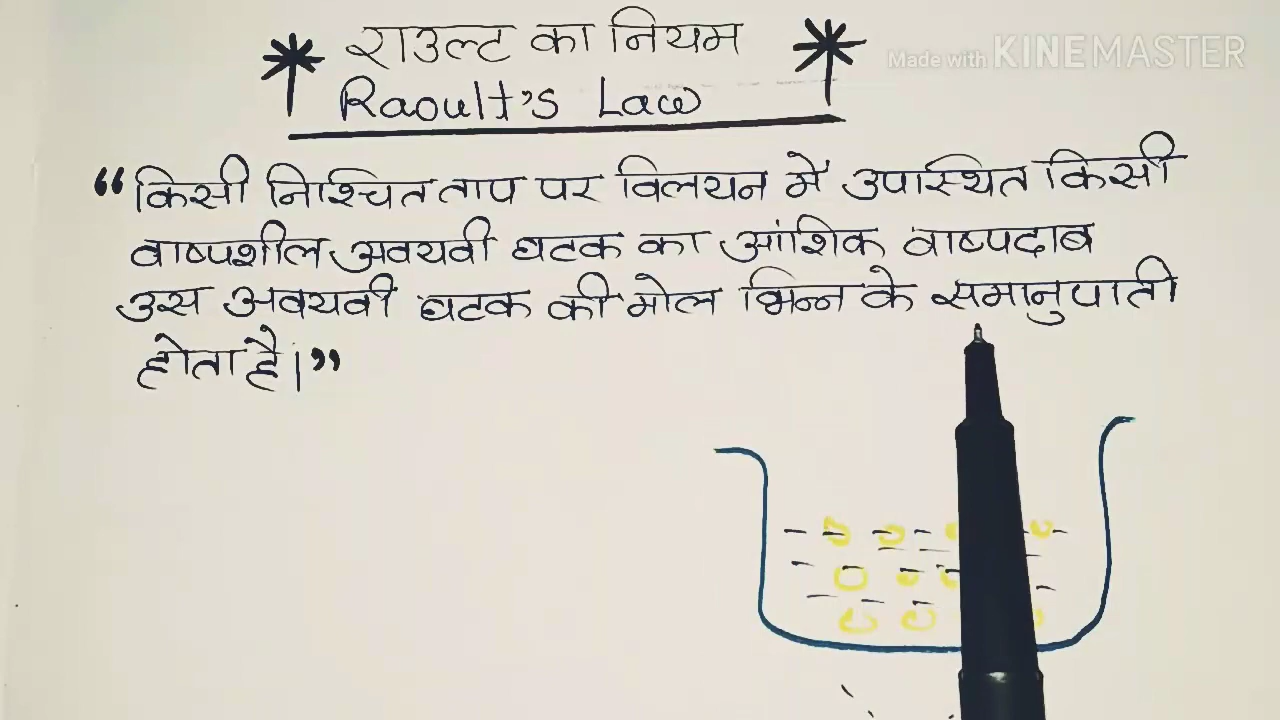 राउल्ट का नियम
Made with KINEMASTER
Raoult's Law
“किसी निश्चित ताप पर विलयन में उपस्थित किसी
वाष्पशील अवयवी घटक का आंशिक वाष्पदाब
उस अवयवी घटक की मोल भिन्न के समानुपाती
होता है।”